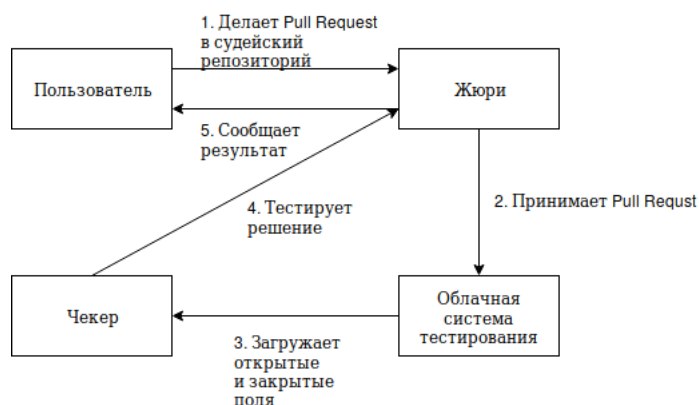 1. Делает Pull Request
в судейский
репозиторий
Пользователь
Жюри
5. Сообщает
результат
4. Тестирует
решение
2. Принимает Pull Requst
Чекер
Облачная
система
тестирования
3. Загружает
открытые
и закрытые
поля